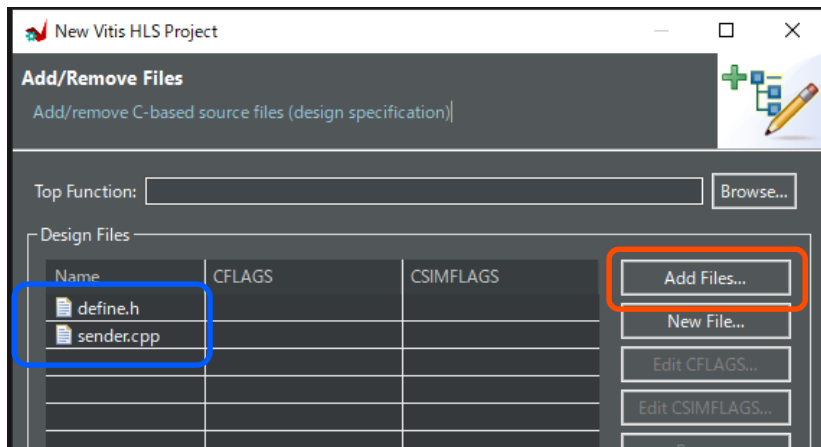 New Vitis HLS Project
Add/Remove Files
Add/remove C-based source files (design specification)
Top Function:
Browse...
Design Files
Name CFLAGS CSIMFLAGS
Add Files...
define.h
New File...
sender.cpp
Edit CFLAGS...
Edit CSIMFLAGS...